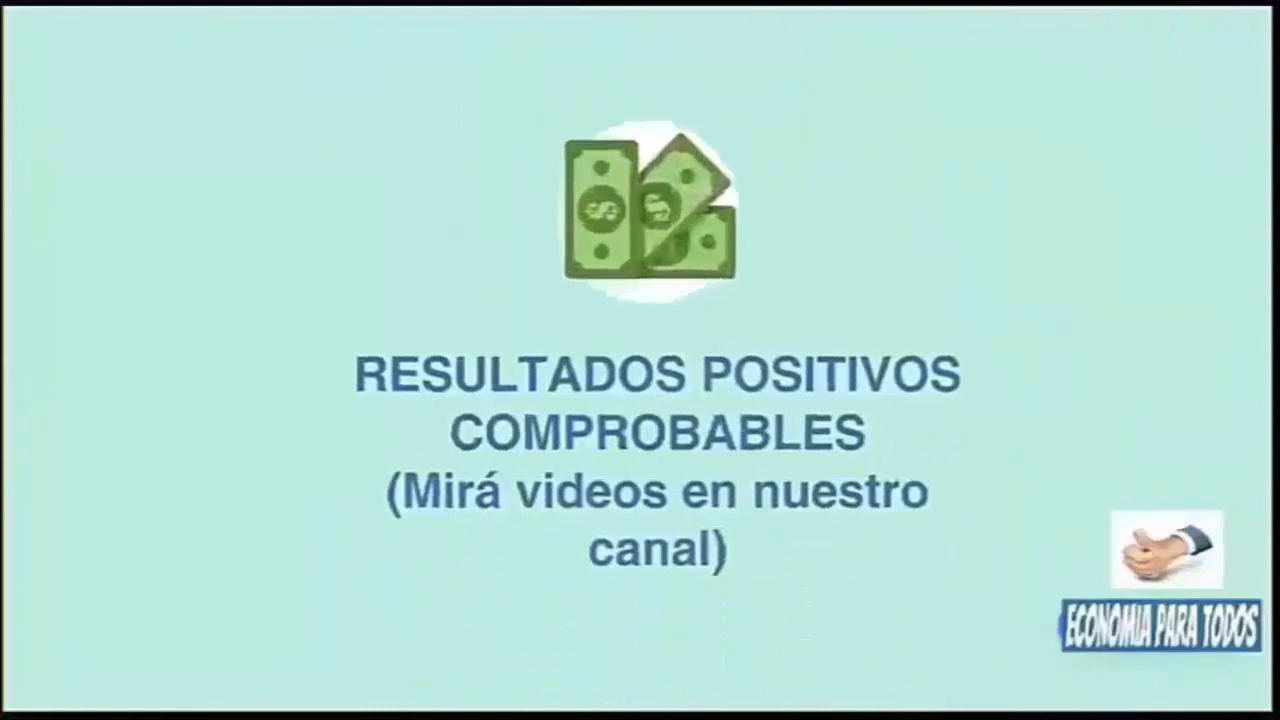 RESULTADOS POSITIVOS
COMPROBABLES
(Mirá videos en nuestro
canal)
ECONOMIA PARA TODOS